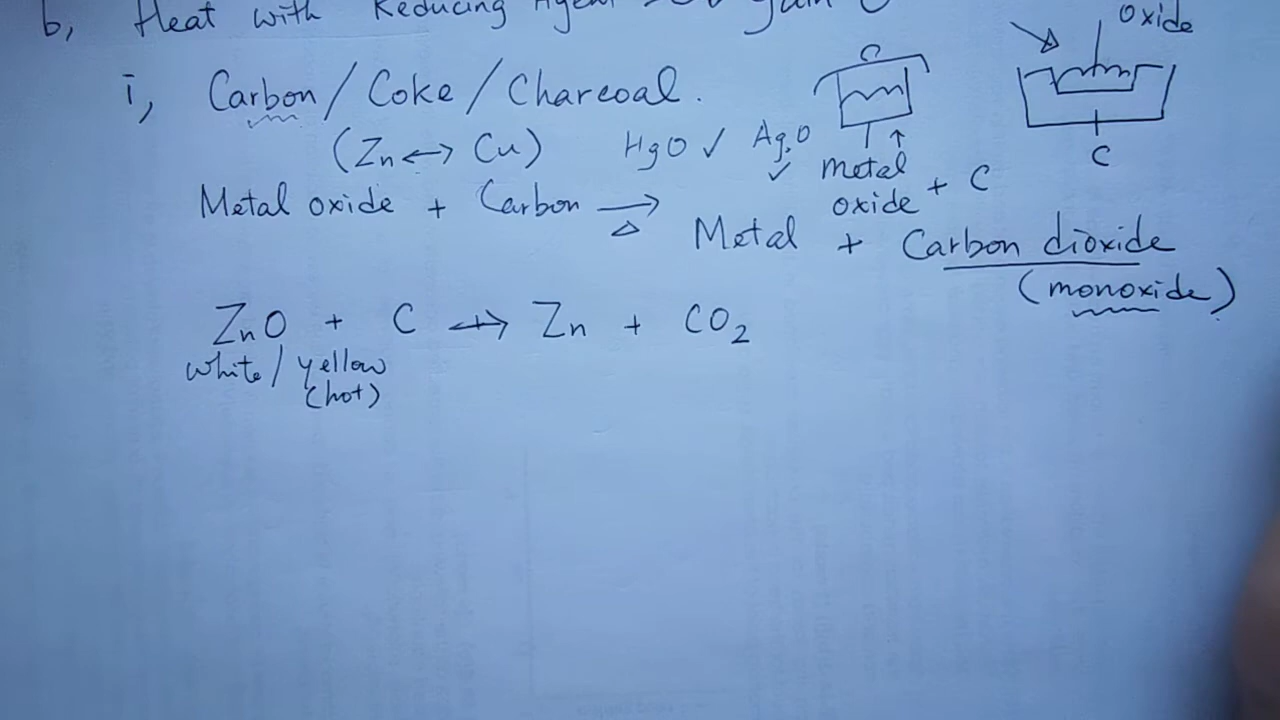 b, Heat with Reducing Agent
Oxide
i, Carbon / Coke / Charcoal.
C
(Zn ↔ Cu) HgO ✓ Ag₂O ✓
C
Metal oxide + C
Metal oxide + Carbon →
△
Metal + Carbon dioxide
(monoxide)
ZnO + C → Zn + CO₂
white / yellow
(hot)